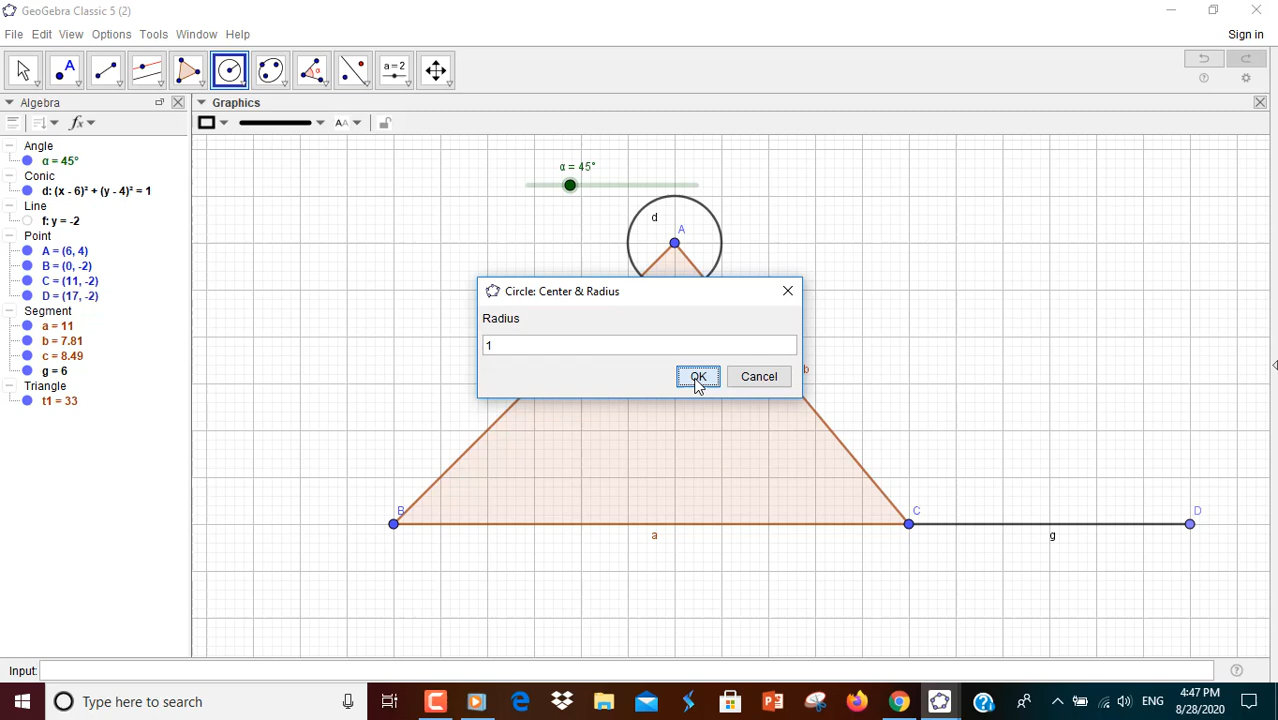 GeoGebra Classic 5 (2)
File Edit View Options Tools Window Help
Sign in
A
α
a = 2
Algebra
Graphics
fx
AA
Angle
α = 45°
Conic
d: (x - 6)² + (y - 4)² = 1
Line
f: y = -2
Point
A = (6, 4)
B = (0, -2)
C = (11, -2)
D = (17, -2)
Segment
a = 11
b = 7.81
c = 8.49
g = 6
Triangle
t1 = 33
α = 45°
d
A
Circle: Center & Radius
Radius
1
OK Cancel
b
B
C
D
a
g
Input:
Type here to search
ENG
4:47 PM
8/28/2020